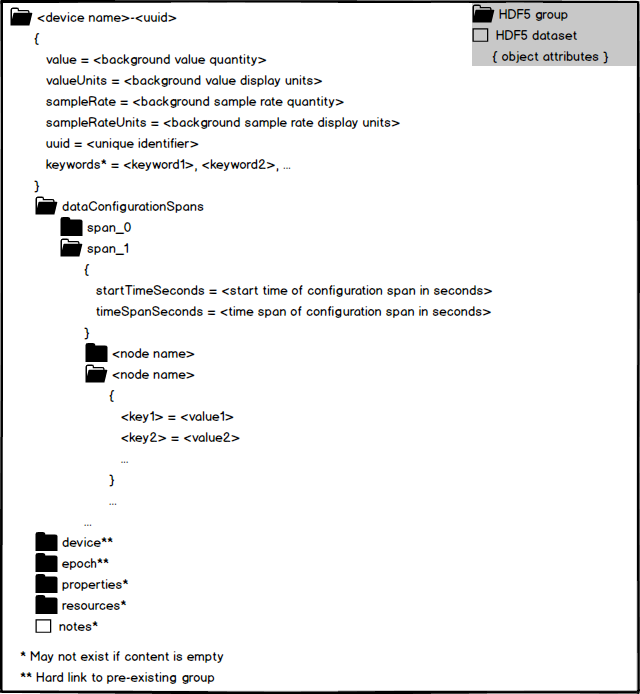 <device name>-<uuid>
{
value = <background value quantity>
valueUnits = <background value display units>
sampleRate = <background sample rate quantity>
sampleRateUnits = <background sample rate display units>
uuid = <unique identifier>
keywords* = <keyword1>, <keyword2>, ...
}
dataConfigurationSpans
span_0
span_1
{
startTimeSeconds = <start time of configuration span in seconds>
timeSpanSeconds = <time span of configuration span in seconds>
}
<node name>
<node name>
{
<key1> = <value1>
<key2> = <value2>
...
}
...
...
device**
epoch**
properties*
resources*
notes*
* May not exist if content is empty
** Hard link to pre-existing group
HDF5 group
HDF5 dataset
{ object attributes }